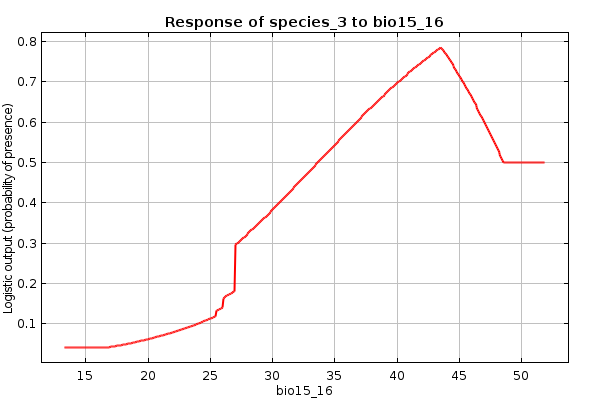 Response of species_3 to bio15_16
Logistic output (probability of presence)
0.8
0.7
0.6
0.5
0.4
0.3
0.2
0.1
15 20 25 30 35 40 45 50
bio15_16